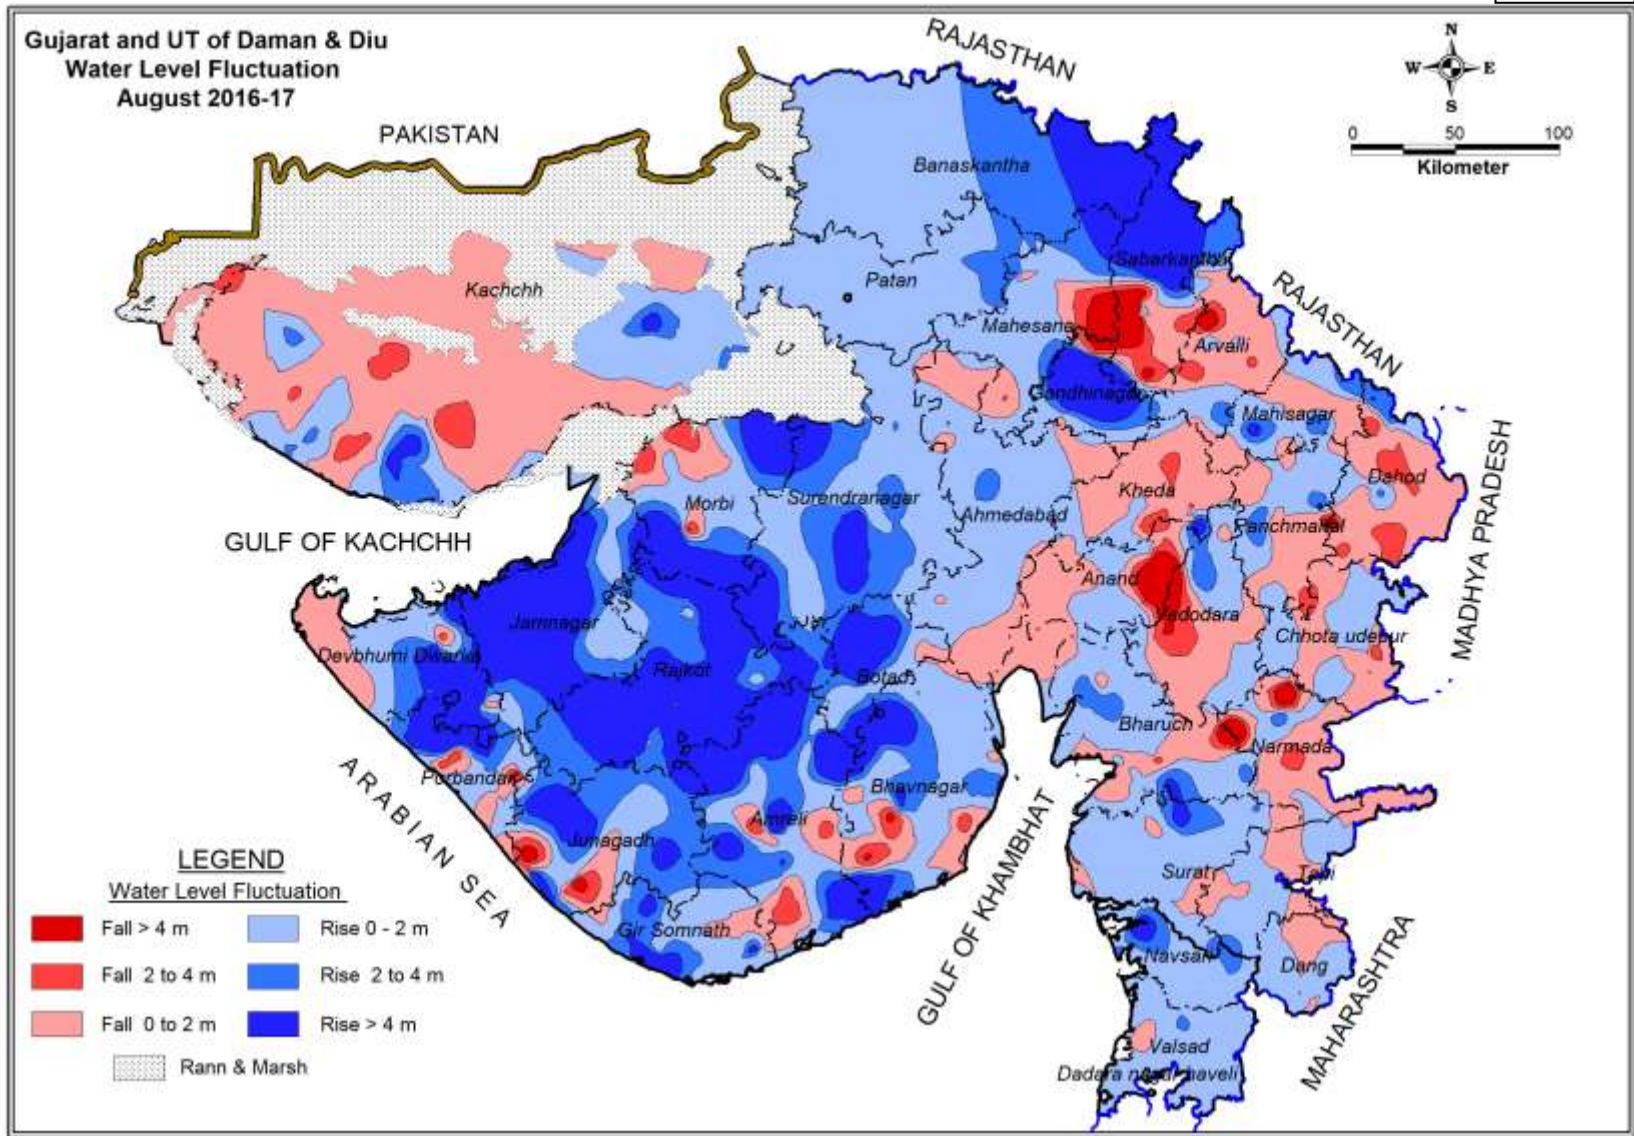 Gujarat and UT of Daman & Diu
Water Level Fluctuation
August 2016-17
RAJASTHAN
N
W E
S
0 50 100
Kilometer
PAKISTAN
Banaskantha
Sabarkantha
Patan
Kachchh
RAJASTHAN
Mahesana
Arvalli
Gandhinagar
Mahisagar
Dahod
Kheda
Morbi
Surendranagar
Ahmedabad
Panchmahal
MADHYA PRADESH
GULF OF KACHCHH
Anand
Vadodara
Jamnagar
Chhota udepur
Devbhumi Dwarka
Rajkot
Botad
Bharuch
Narmada
Porbandar
Bhavnagar
Amreli
Junagadh
ARABIAN SEA
GULF OF KHAMBHAT
Surat
Tapi
Gir Somnath
Navsari
Dang
MAHARASHTRA
Valsad
Dadara nagar haveli
LEGEND
Water Level Fluctuation
Fall > 4 m Rise 0 - 2 m
Fall 2 to 4 m Rise 2 to 4 m
Fall 0 to 2 m Rise > 4 m
Rann & Marsh